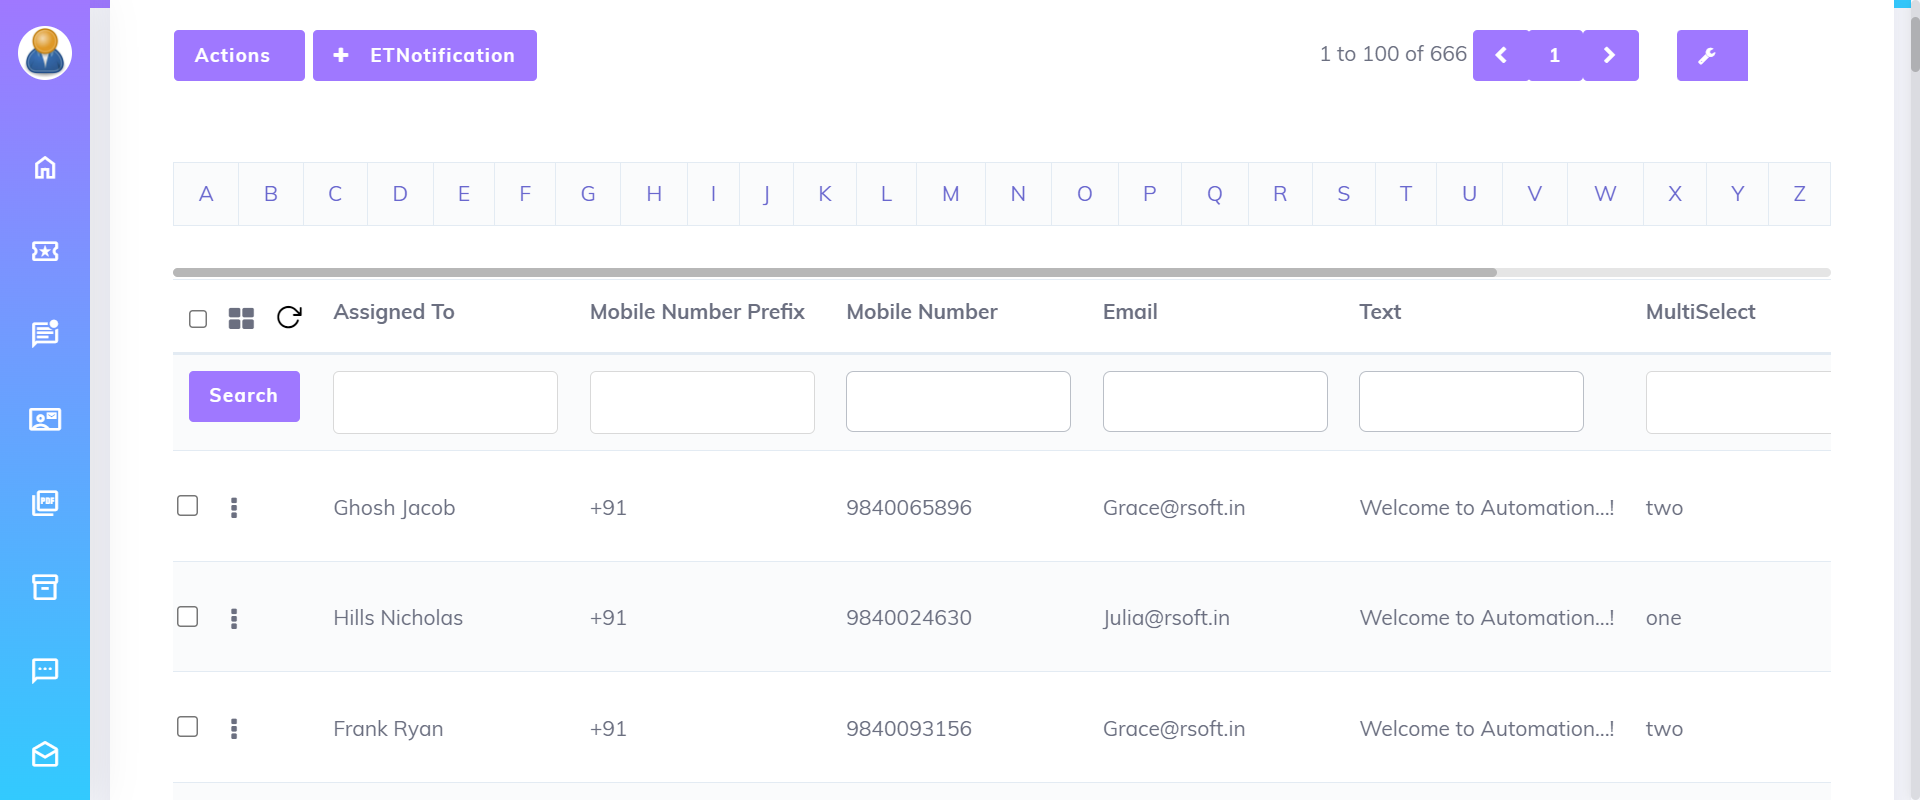 Actions ETNotification 1 to 100 of 666 1
A B C D E F G H I J K L M N O P Q R S T U V W X Y Z
Assigned To Mobile Number Prefix Mobile Number Email Text MultiSelect
Search
Ghosh Jacob +91 9840065896 Grace@rsoft.in Welcome to Automation...! two
Hills Nicholas +91 9840024630 Julia@rsoft.in Welcome to Automation...! one
Frank Ryan +91 9840093156 Grace@rsoft.in Welcome to Automation...! two
PDF